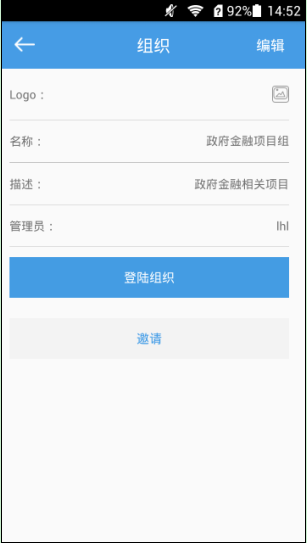 92% 14:52
组织 编辑
Logo：
名称： 政府金融项目组
描述： 政府金融相关项目
管理员： lhl
登陆组织
邀请